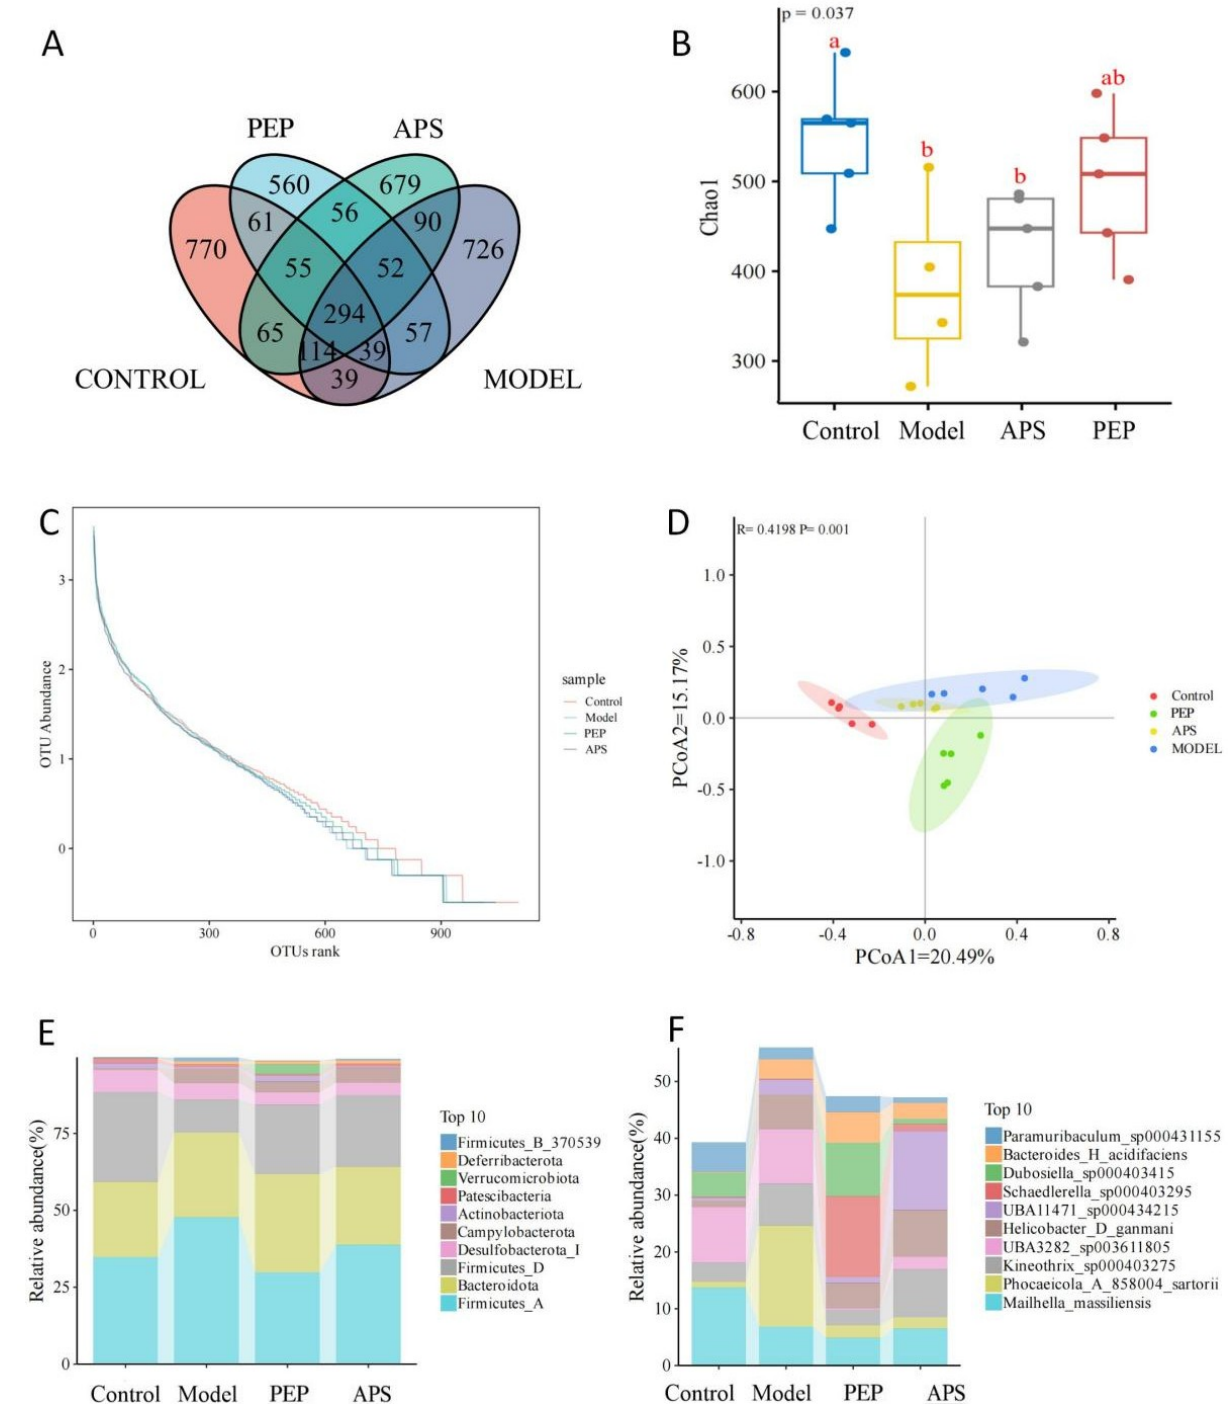 A
PEP
APS
560
679
61
56
90
770
55
52
726
294
65
57
114
39
39
CONTROL
MODEL
B
p = 0.037
a
b
b
ab
Chao1
600
500
400
300
Control
Model
APS
PEP
C
OTU Abundance
3
2
1
0
0
300
600
900
OTUs rank
sample
Control
Model
PEP
APS
D
R= 0.4198 P= 0.001
PCoA2=15.17%
1.0
0.5
0.0
-0.5
-1.0
-0.8
-0.4
0.0
0.4
0.8
PCoA1=20.49%
Control
PEP
APS
MODEL
E
Relative abundance(%)
75
50
25
0
Control
Model
PEP
APS
Top 10
Firmicutes_B_370539
Deferribacterota
Verrucomicrobiota
Patescibacteria
Actinobacteriota
Campylobacterota
Desulfobacterota_I
Firmicutes_D
Bacteroidota
Firmicutes_A
F
Relative abundance(%)
50
40
30
20
10
0
Control
Model
PEP
APS
Top 10
Paramuribaculum_sp000431155
Bacteroides_H_acidifaciens
Dubosiella_sp000403415
Schaedlerella_sp000403295
UBA11471_sp000434215
Helicobacter_D_ganmani
UBA3282_sp003611805
Kineothrix_sp000403275
Phocaeicola_A_858004_sartorii
Mailhella_massiliensis